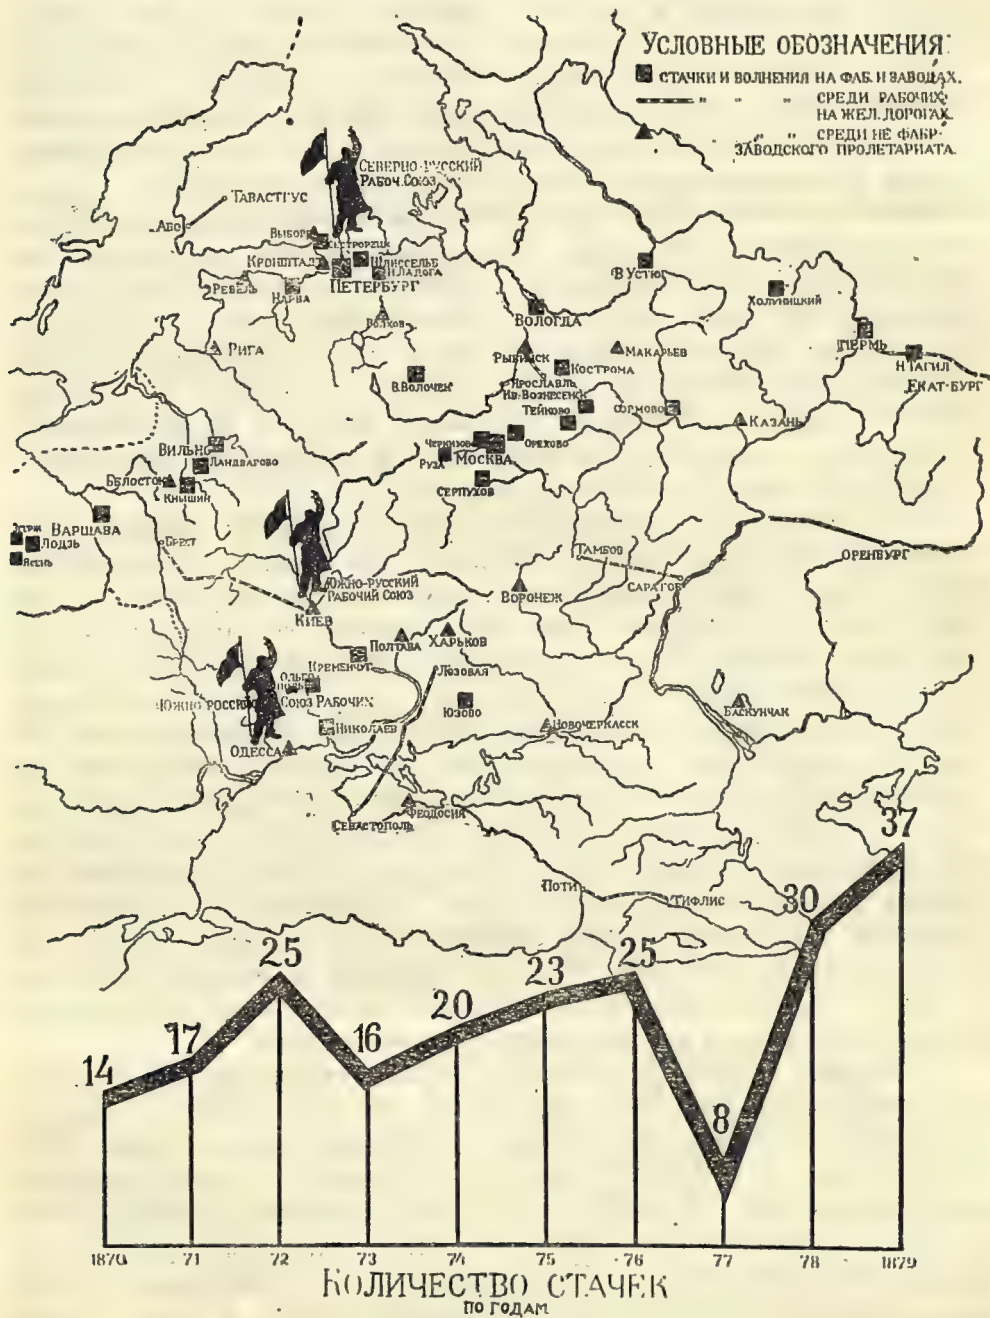 УСЛОВНЫЕ ОБОЗНАЧЕНИЯ:
СТАЧКИ И ВОЛНЕНИЯ НА ФАБ. И ЗАВОДАХ.
" " " СРЕДИ РАБОЧИХ
НА ЖЕЛ. ДОРОГАХ.
" " СРЕДИ НЕ ФАБР-
ЗАВОДСКОГО ПРОЛЕТАРИАТА.
СЕВЕРНО-РУССКИЙ
РАБОЧ. СОЮЗ
ТАВАСТГУС
АБО
ВЫБОРГ
СЕСТРОРЕЦК
КРОНШТАДТ
ШЛИССЕЛЬБ
Н. ЛАДОГА
ПЕТЕРБУРГ
РЕВЕЛЬ
НАРВА
ВОЛХОВ
РИГА
В. УСТЮГ
ХОЛУНИЦКИЙ
ВОЛОГДА
ПЕРМЬ
Н. ТАГИЛ
ЕКАТ-БУРГ
РЫБИНСК
МАКАРЬЕВ
КОСТРОМА
В. ВОЛОЧЕК
ЯРОСЛАВЛЬ
ИВ. ВОЗНЕСЕНСК
ТЕЙКОВО
СОРМОВО
КАЗАНЬ
ЧЕРКИЗОВО
ОРЕХОВО
РУЗА
МОСКВА
СЕРПУХОВ
ВИЛЬНО
ЛАНДВАГОВО
БЕЛОСТОК
КНЫШИН
ВАРШАВА
ЛОДЗЬ
БРЕСТ
ОРЕНБУРГ
ТАМБОВ
САРАТОВ
ВОРОНЕЖ
ЮЖНО-РУССКИЙ
РАБОЧИЙ СОЮЗ
КИЕВ
ПОЛТАВА
ХАРЬКОВ
КРЕМЕНЧУГ
ЛОЗОВАЯ
ЮЖНО РОССИЙ
СОЮЗ РАБОЧИХ
ЮЗОВО
БАСКУНЧАК
НИКОЛАЕВ
НОВОЧЕРКАССК
ОДЕССА
ФЕОДОСИЯ
СЕВАСТОПОЛЬ
ПОТИ
ТИФЛИС
14
17
25
16
20
23
25
8
30
37
1870 71 72 73 74 75 76 77 78 1879
КОЛИЧЕСТВО СТАЧЕК
ПО ГОДАМ